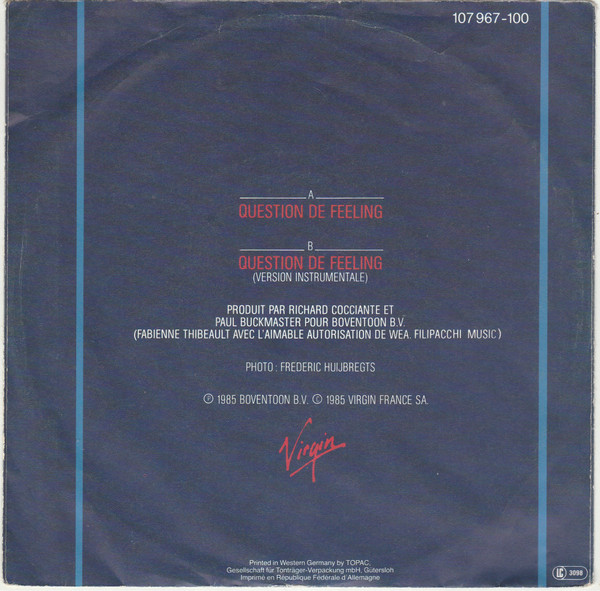 107 967-100
A
QUESTION DE FEELING
B
QUESTION DE FEELING
(VERSION INSTRUMENTALE)
PRODUIT PAR RICHARD COCCIANTE ET
PAUL BUCKMASTER POUR BOVENTOON B.V.
(FABIENNE THIBEAULT AVEC L'AIMABLE AUTORISATION DE WEA. FILIPACCHI MUSIC)
PHOTO : FREDERIC HUIJBREGTS
℗ 1985 BOVENTOON B.V. © 1985 VIRGIN FRANCE SA.
Virgin
Printed in Western Germany by TOPAC,
Gesellschaft für Tonträger-Verpackung mbH, Gütersloh
Imprimé en République Fédérale d'Allemagne
LC 3098